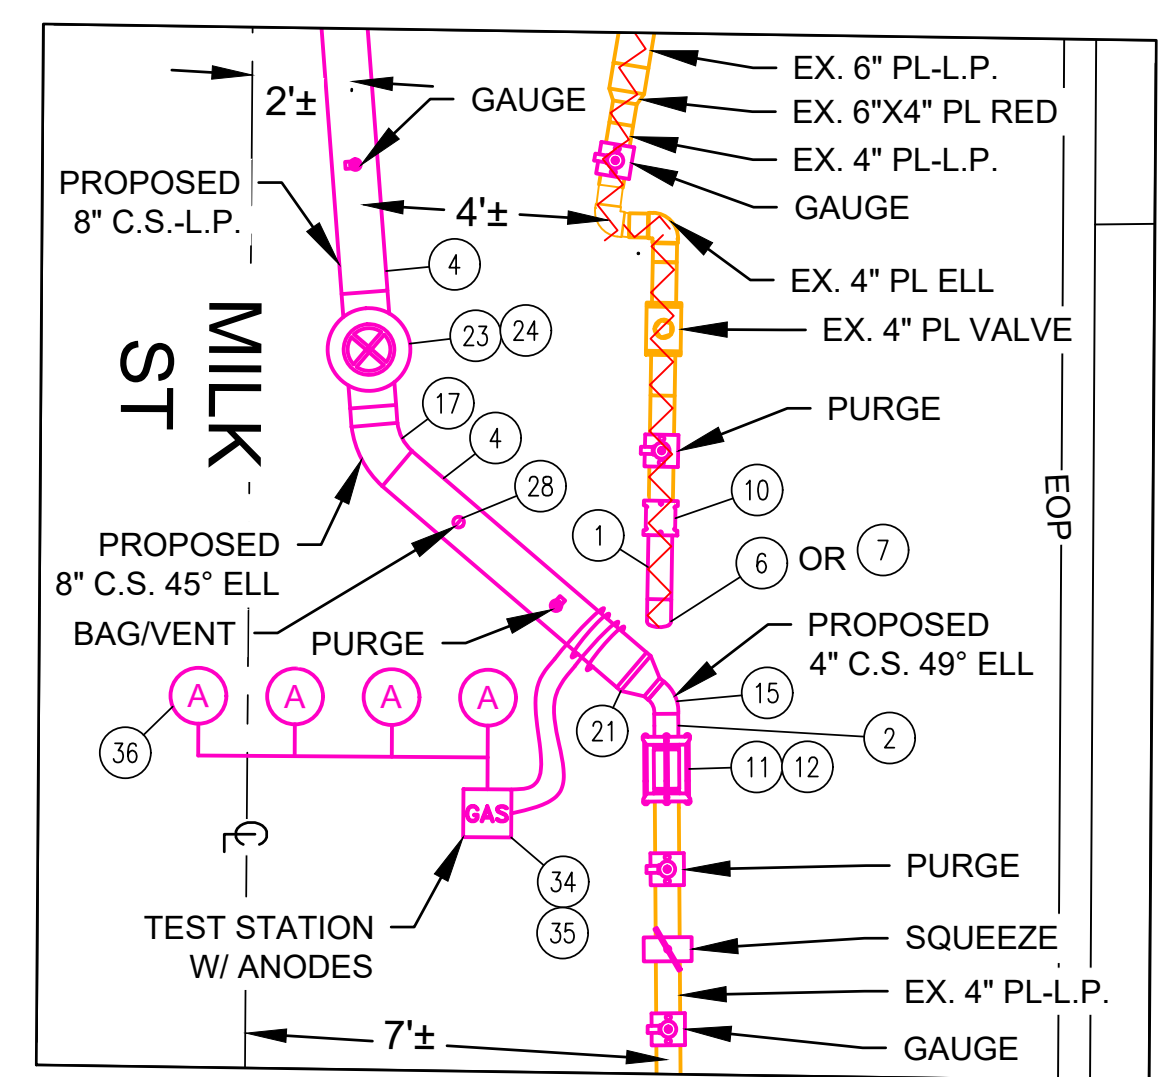 EX. 6" PL-L.P.
2'±
GAUGE
EX. 6"X4" PL RED
EX. 4" PL-L.P.
PROPOSED
8" C.S.-L.P.
4'±
GAUGE
4
EX. 4" PL ELL
MILK
ST
23
24
EX. 4" PL VALVE
17
4
PURGE
28
10
EOP
PROPOSED
8" C.S. 45° ELL
1
6 OR 7
BAG/VENT
PURGE
PROPOSED
4" C.S. 49° ELL
A
A
A
A
15
36
21
2
11
12
GAS
℄
34
35
PURGE
TEST STATION
W/ ANODES
SQUEEZE
EX. 4" PL-L.P.
7'±
GAUGE